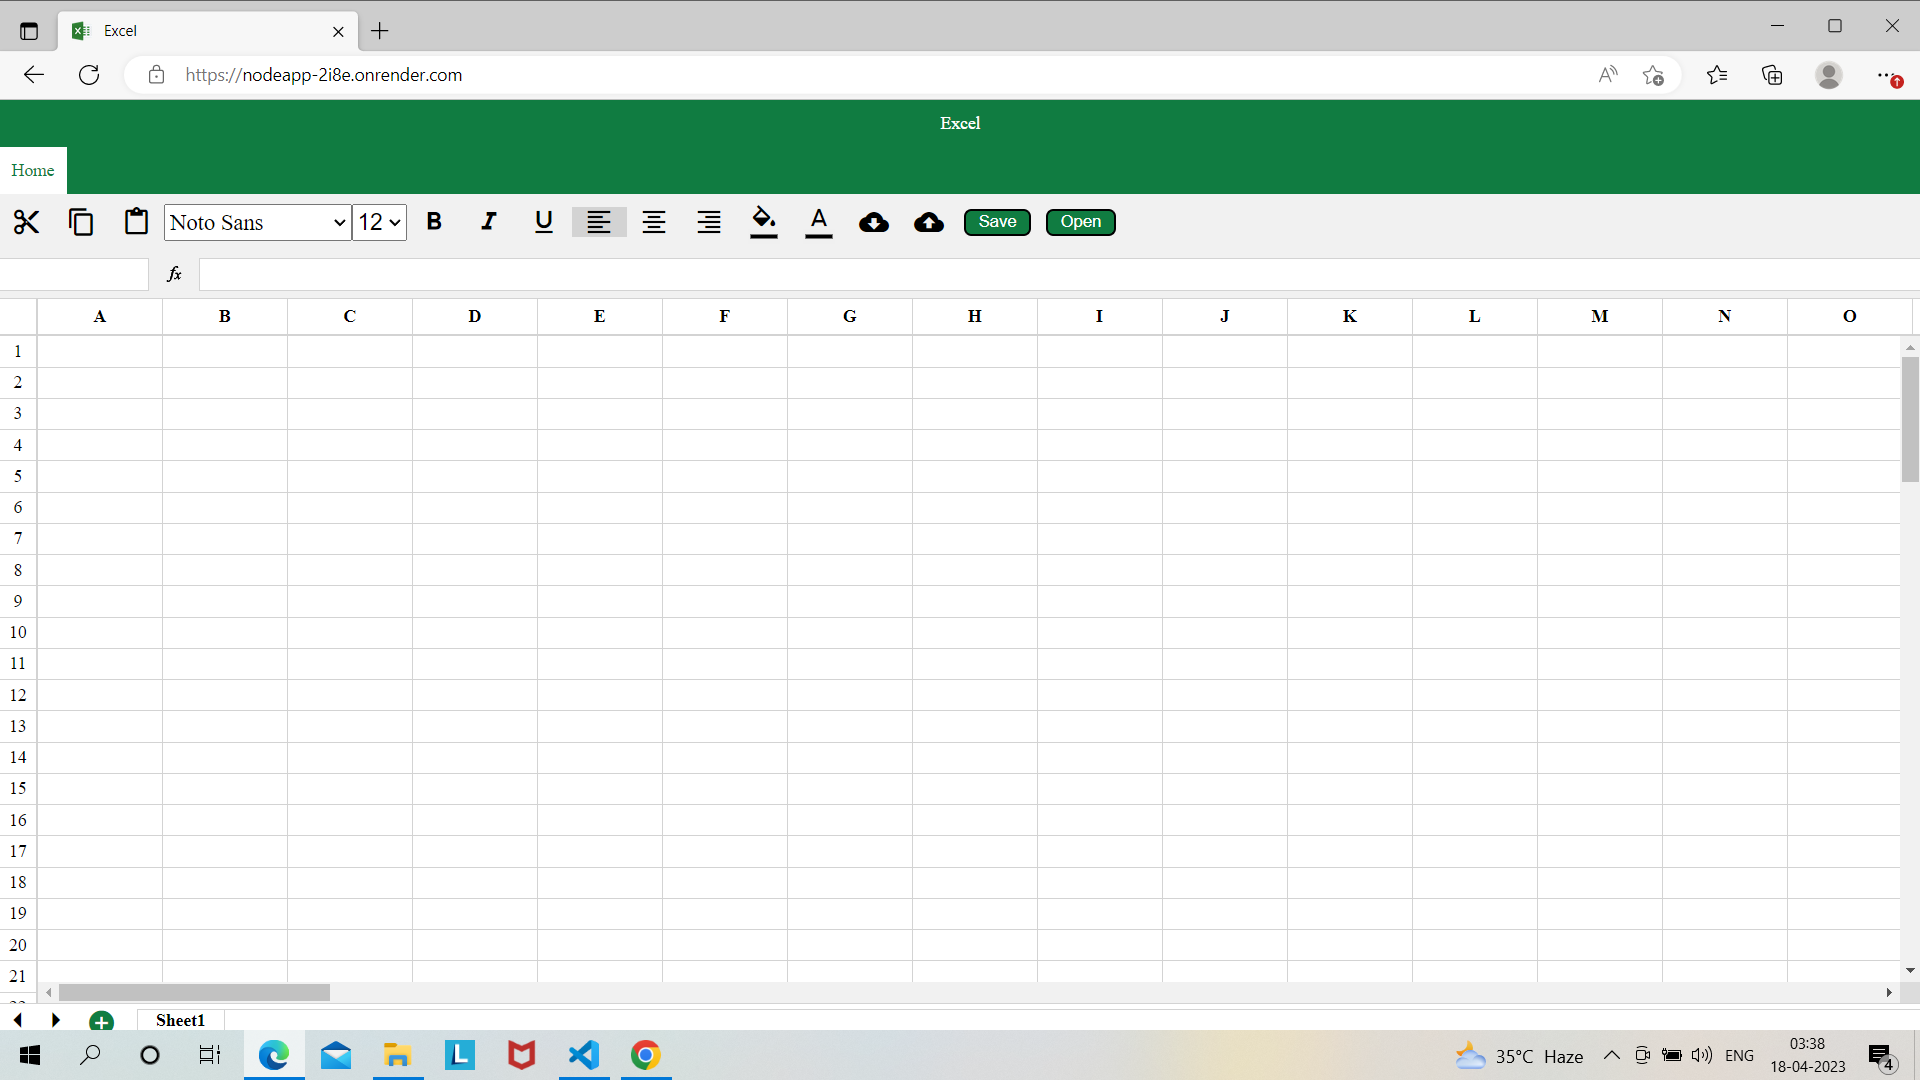 Excel
https://nodeapp-2i8e.onrender.com
Excel
Home
Noto Sans 12 B I U A Save Open
fx
A B C D E F G H I J K L M N O
1
2
3
4
5
6
7
8
9
10
11
12
13
14
15
16
17
18
19
20
21
Sheet1
35°C Haze ENG 03:38
18-04-2023 4